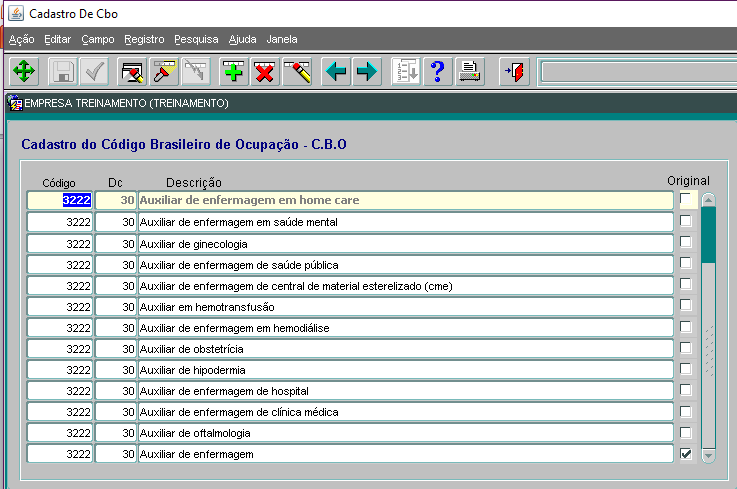 Cadastro De Cbo
Ação Editar Campo Registro Pesquisa Ajuda Janela
EMPRESA TREINAMENTO (TREINAMENTO)
Cadastro do Código Brasileiro de Ocupação - C.B.O
Código Dc Descrição Original
3222 30 Auxiliar de enfermagem em home care
3222 30 Auxiliar de enfermagem em saúde mental
3222 30 Auxiliar de ginecologia
3222 30 Auxiliar de enfermagem de saúde pública
3222 30 Auxiliar de enfermagem de central de material esterelizado (cme)
3222 30 Auxiliar em hemotransfusão
3222 30 Auxiliar de enfermagem em hemodiálise
3222 30 Auxiliar de obstetrícia
3222 30 Auxiliar de hipodermia
3222 30 Auxiliar de enfermagem de hospital
3222 30 Auxiliar de enfermagem de clínica médica
3222 30 Auxiliar de oftalmologia
3222 30 Auxiliar de enfermagem